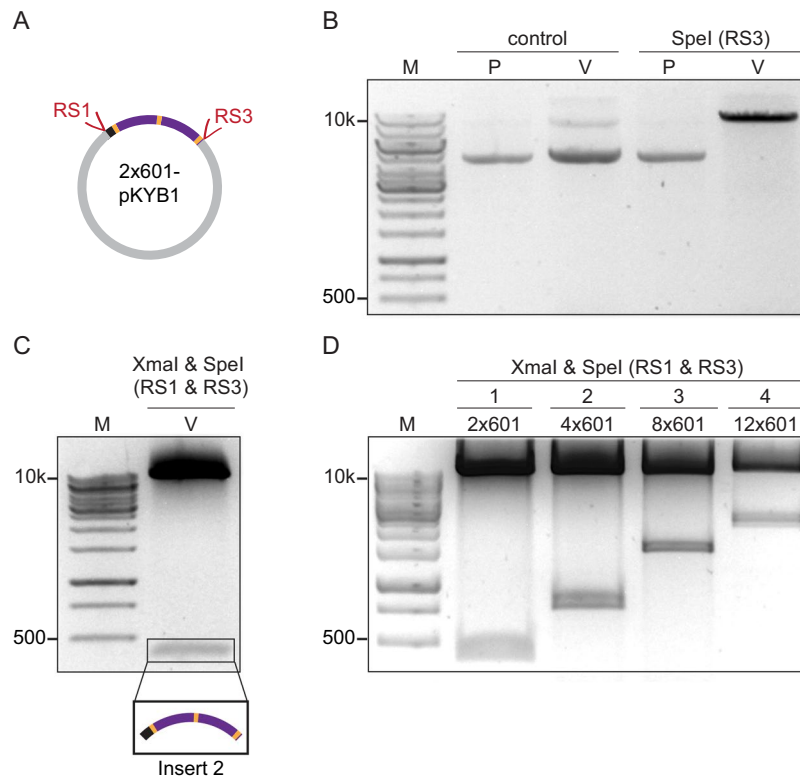 A
RS1
RS3
2x601-
pKYB1
B
control
SpeI (RS3)
M
P
V
P
V
10k
500
C
XmaI & SpeI
(RS1 & RS3)
M
V
10k
500
Insert 2
D
XmaI & SpeI (RS1 & RS3)
1
2
3
4
M
2x601
4x601
8x601
12x601
10k
500